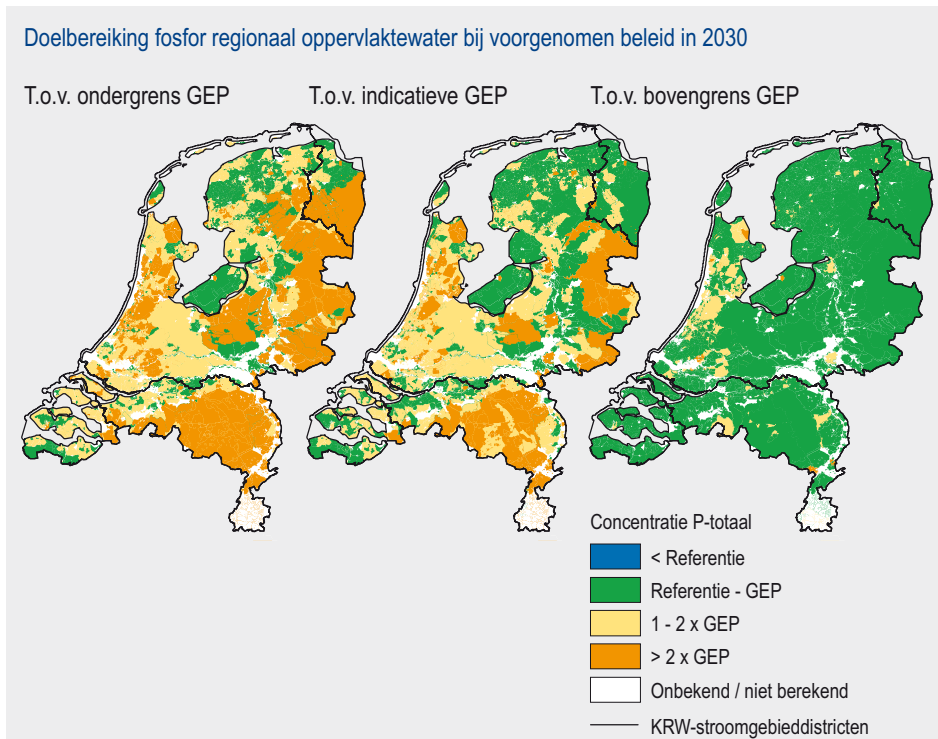 Doelbereiking fosfor regionaal oppervlaktewater bij voorgenomen beleid in 2030
T.o.v. ondergrens GEP
T.o.v. indicatieve GEP
T.o.v. bovengrens GEP
Concentratie P-totaal
< Referentie
Referentie - GEP
1 - 2 x GEP
> 2 x GEP
Onbekend / niet berekend
KRW-stroomgebieddistricten